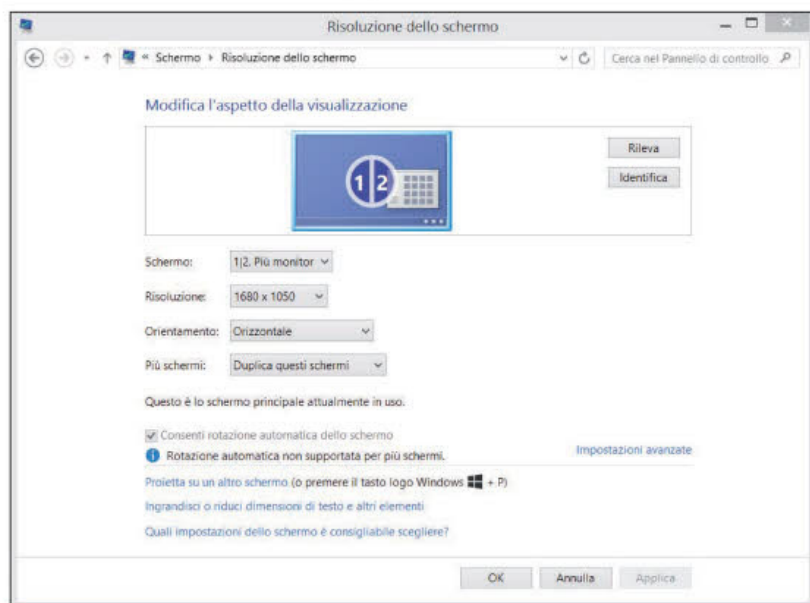 Risoluzione dello schermo
« Schermo › Risoluzione dello schermo
Cerca nel Pannello di controllo
Modifica l'aspetto della visualizzazione
1 2
Rileva
Identifica
Schermo: 1|2. Più monitor
Risoluzione: 1680 x 1050
Orientamento: Orizzontale
Più schermi: Duplica questi schermi
Questo è lo schermo principale attualmente in uso.
Consenti rotazione automatica dello schermo
Rotazione automatica non supportata per più schermi.
Impostazioni avanzate
Proietta su un altro schermo (o premere il tasto logo Windows + P)
Ingrandisci o riduci dimensioni di testo e altri elementi
Quali impostazioni dello schermo è consigliabile scegliere?
OK Annulla Applica